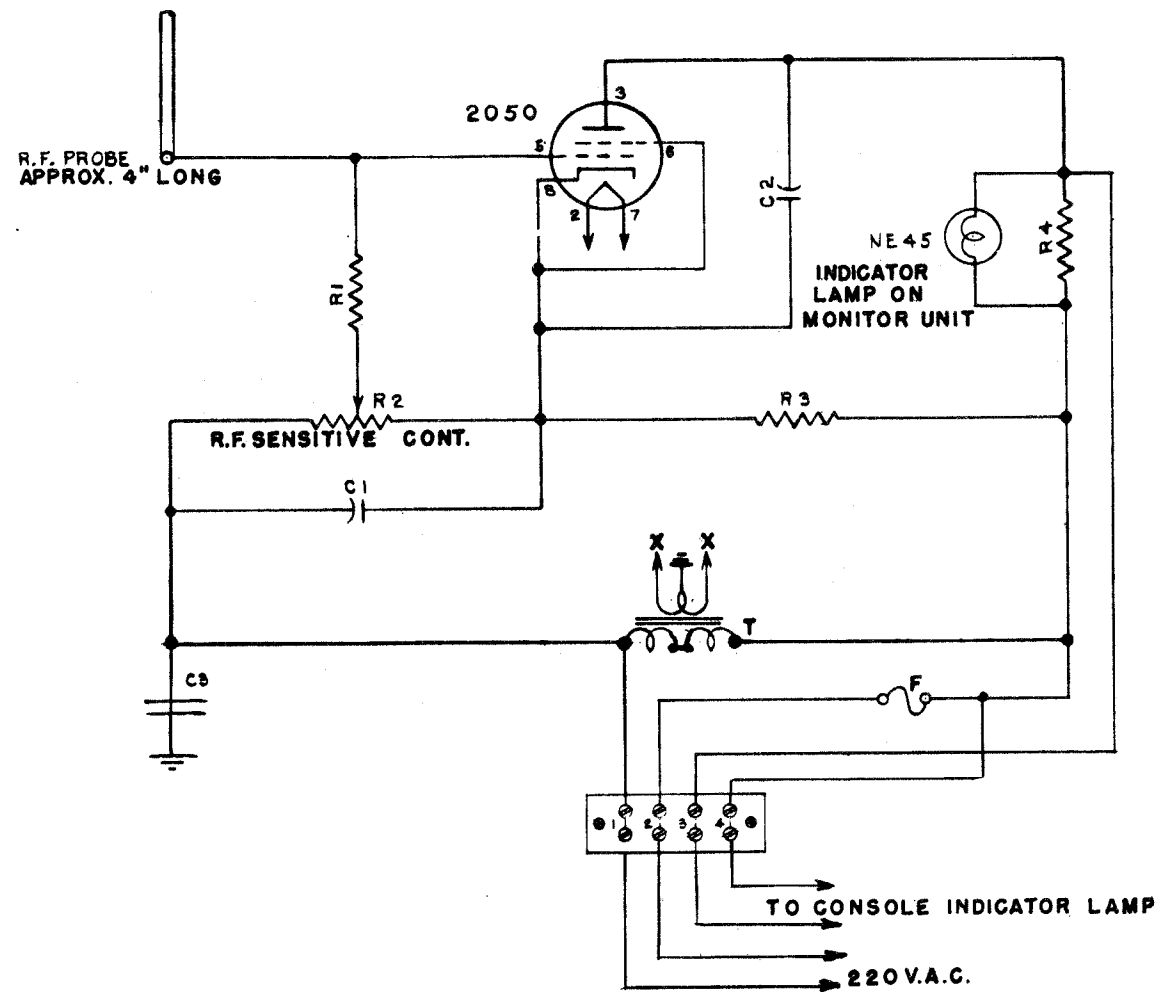 2050
3
5
6
8
2
7
R.F. PROBE
APPROX. 4" LONG
C2
NE45
R4
INDICATOR
LAMP ON
MONITOR UNIT
R1
R2
R3
R.F. SENSITIVE CONT.
C1
X X
T
C3
F
1 2 3 4
TO CONSOLE INDICATOR LAMP
220 V.A.C.